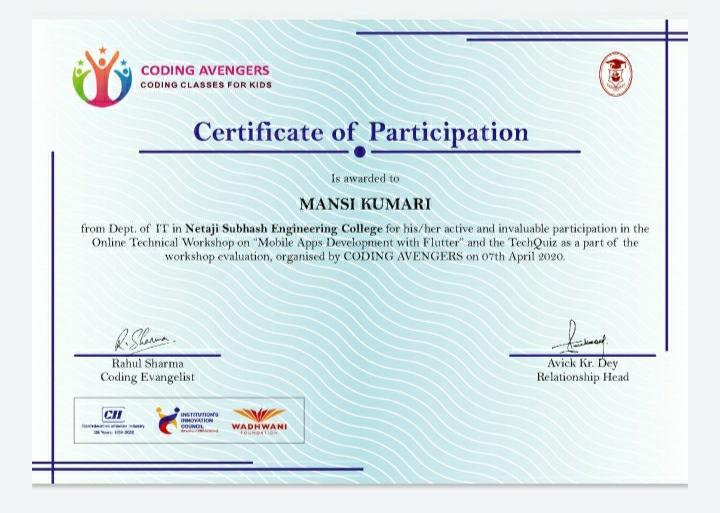 CODING AVENGERS
CODING CLASSES FOR KIDS
Certificate of Participation
Is awarded to
MANSI KUMARI
from Dept. of IT in Netaji Subhash Engineering College for his/her active and invaluable participation in the
Online Technical Workshop on "Mobile Apps Development with Flutter" and the TechQuiz as a part of the
workshop evaluation, organised by CODING AVENGERS on 07th April 2020.
R. Sharma.
Rahul Sharma
Coding Evangelist
Avick Kr. Dey
Relationship Head
CII
Confederation of Indian Industry
125 Years: 1895-2020
INSTITUTION'S
INNOVATION
COUNCIL
WADHWANI
FOUNDATION